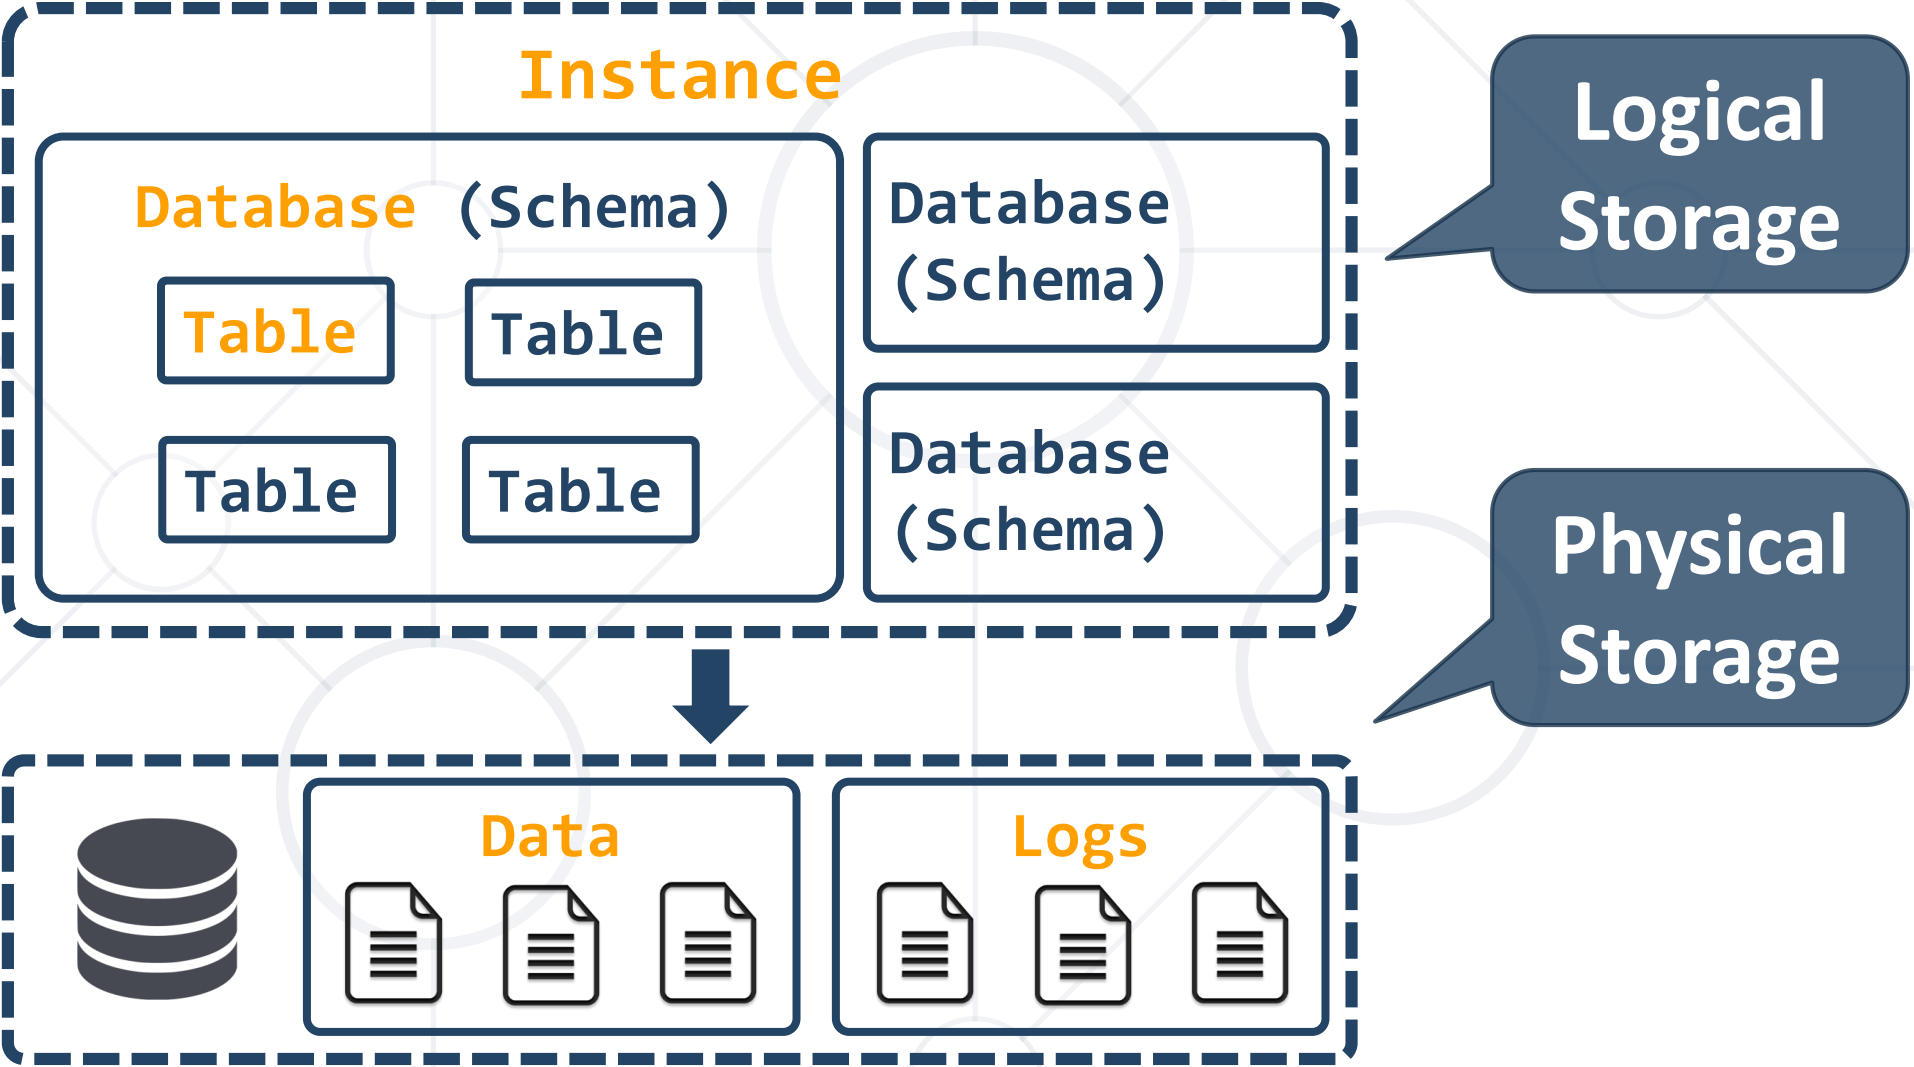 Instance
Database (Schema)
Table
Table
Table
Table
Database
(Schema)
Database
(Schema)
Logical
Storage
Physical
Storage
Data
Logs